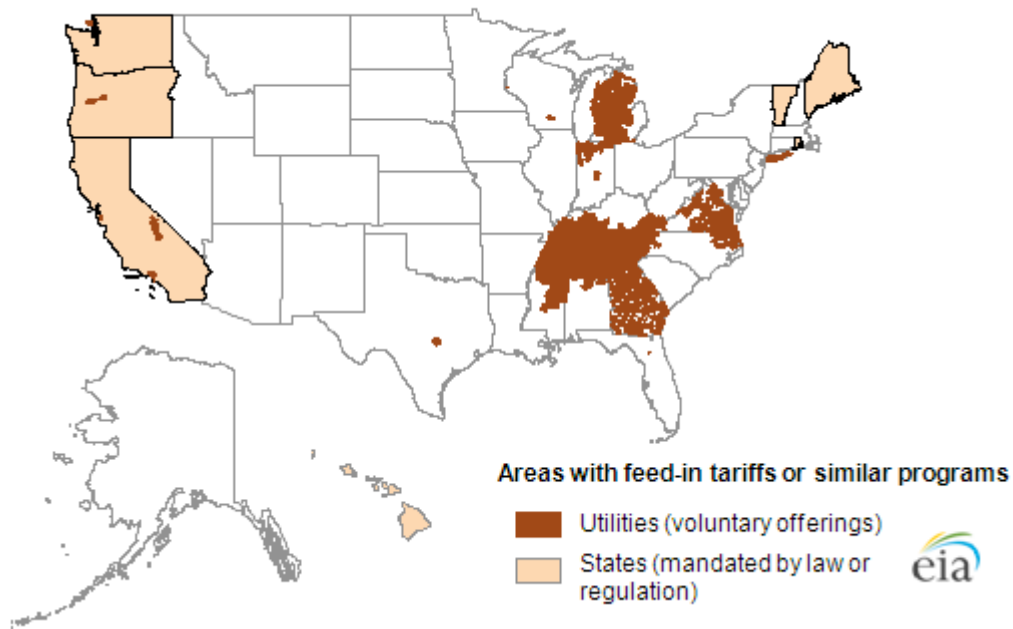 Areas with feed-in tariffs or similar programs
Utilities (voluntary offerings)
States (mandated by law or
regulation)
eia